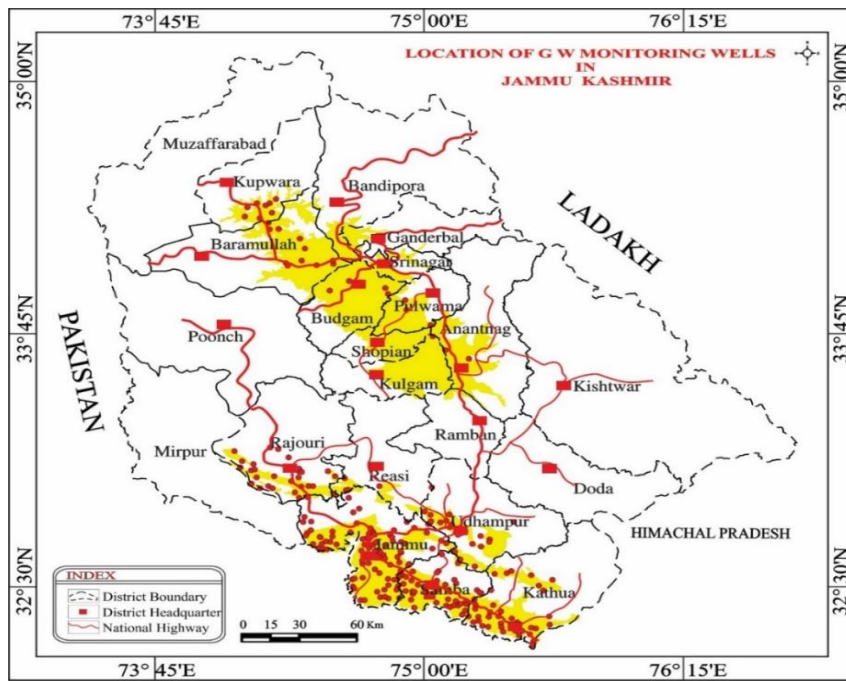 73°45'E
75°00'E
76°15'E
LOCATION OF G W MONITORING WELLS
IN
JAMMU KASHMIR
35°00'N
35°00'N
Muzaffarabad
Kupwara
Bandipora
LADAKH
Baramullah
Ganderbal
Srinagar
33°45'N
33°45'N
PAKISTAN
Poonch
Budgam
Pulwama
Anantnag
Shopian
Kulgam
Kishtwar
Mirpur
Rajouri
Ramban
Reasi
Doda
Udhampur
HIMACHAL PRADESH
Jammu
32°30'N
32°30'N
Samba
Kathua
INDEX
District Boundary
District Headquarter
National Highway
0 15 30 60 Km
73°45'E
75°00'E
76°15'E